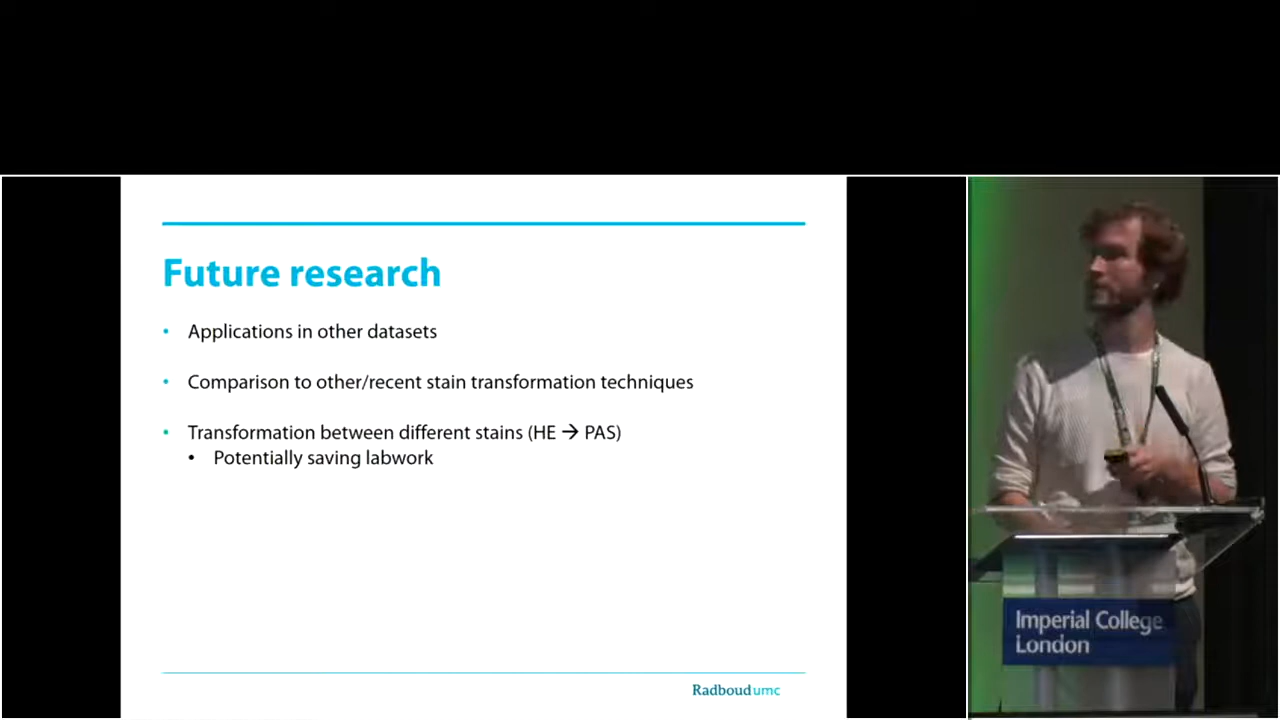 Future research
• Applications in other datasets
• Comparison to other/recent stain transformation techniques
• Transformation between different stains (HE → PAS)
• Potentially saving labwork
Radboudumc
Imperial College
London